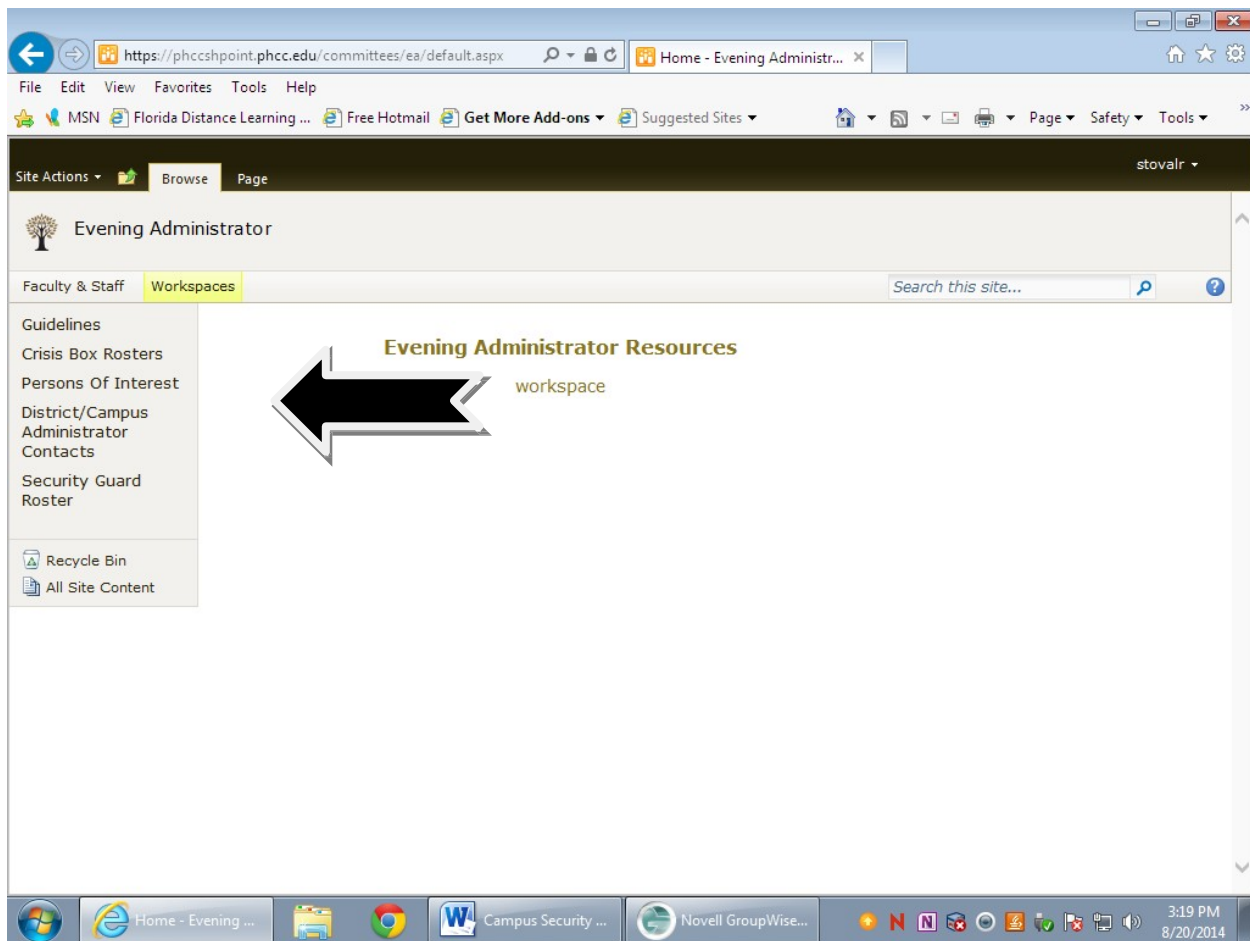 https://phccshpoint.phcc.edu/committees/ea/default.aspx
Home - Evening Administr...
File Edit View Favorites Tools Help
MSN Florida Distance Learning ... Free Hotmail Get More Add-ons Suggested Sites Page Safety Tools »
stovalr
Site Actions Browse Page
Evening Administrator
Faculty & Staff Workspaces Search this site...
Guidelines
Crisis Box Rosters
Persons Of Interest
District/Campus
Administrator
Contacts
Security Guard
Roster
Recycle Bin
All Site Content
Evening Administrator Resources
workspace
Home - Evening ... Campus Security ... Novell GroupWise... 3:19 PM
8/20/2014